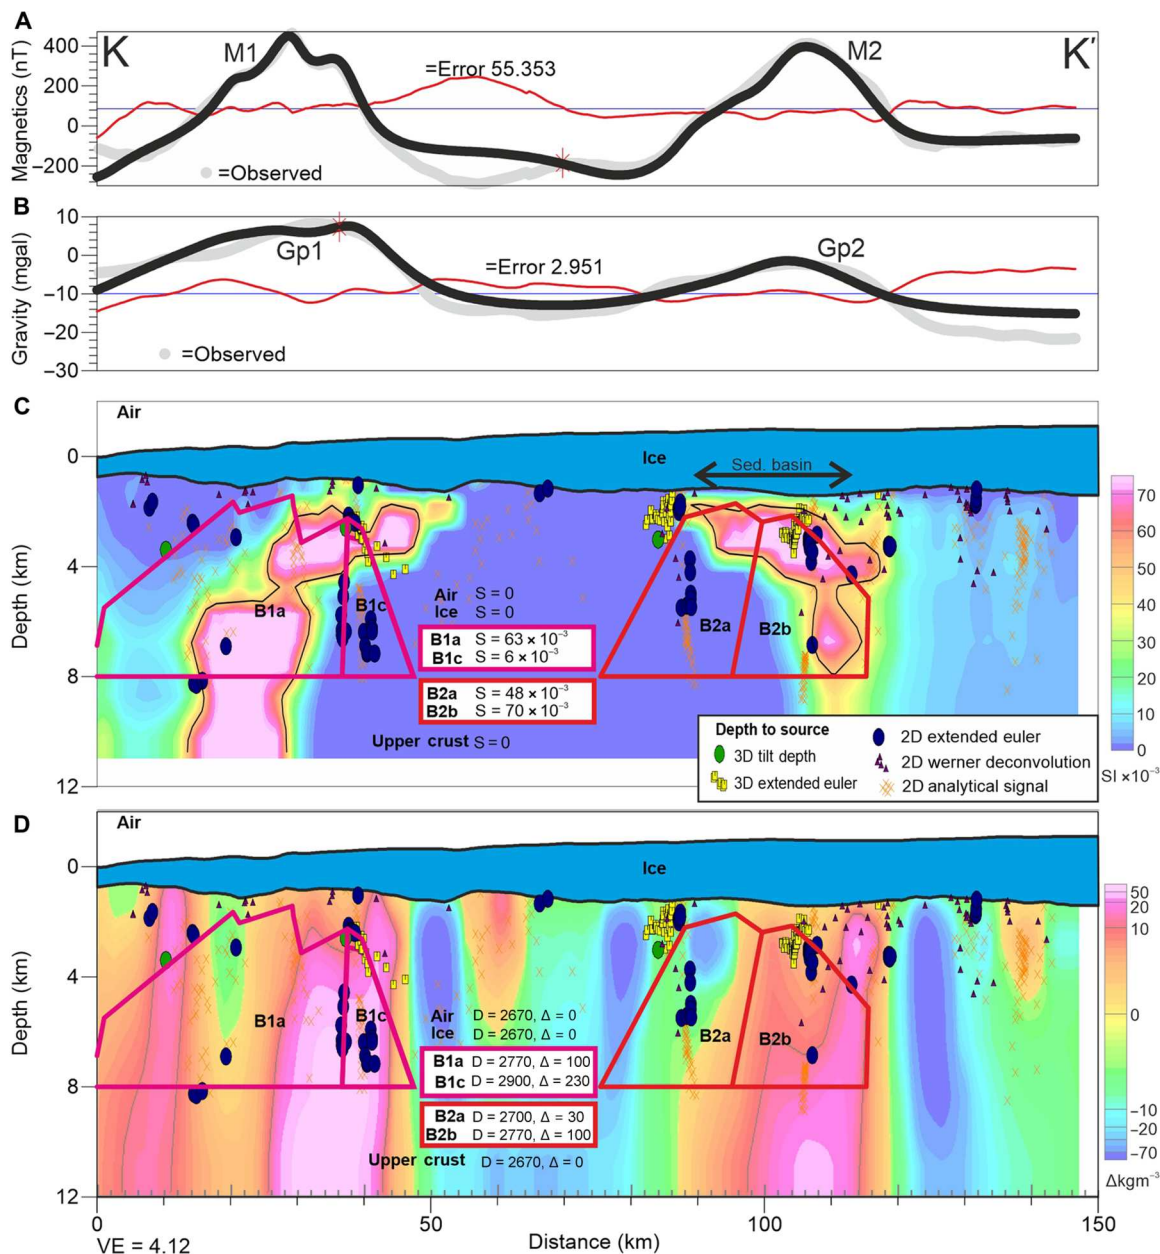 A
K
K′
400
200
0
−200
Magnetics (nT)
M1
M2
=Error 55.353
=Observed
B
10
0
−10
−20
−30
Gravity (mgal)
Gp1
Gp2
=Error 2.951
=Observed
C
Air
Ice
Sed. basin
0
4
8
12
Depth (km)
B1a
B1c
B2a
B2b
Air S = 0
Ice S = 0
B1a S = 63 × 10⁻³
B1c S = 6 × 10⁻³
B2a S = 48 × 10⁻³
B2b S = 70 × 10⁻³
Upper crust S = 0
Depth to source
3D tilt depth
3D extended euler
2D extended euler
2D werner deconvolution
2D analytical signal
70
60
50
40
30
20
10
0
SI ×10⁻³
D
Air
Ice
0
4
8
12
Depth (km)
B1a
B1c
B2a
B2b
Air D = 2670, Δ = 0
Ice D = 2670, Δ = 0
B1a D = 2770, Δ = 100
B1c D = 2900, Δ = 230
B2a D = 2700, Δ = 30
B2b D = 2770, Δ = 100
Upper crust D = 2670, Δ = 0
50
20
10
0
−10
−20
−70
Δkgm⁻³
0
50
100
150
Distance (km)
VE = 4.12